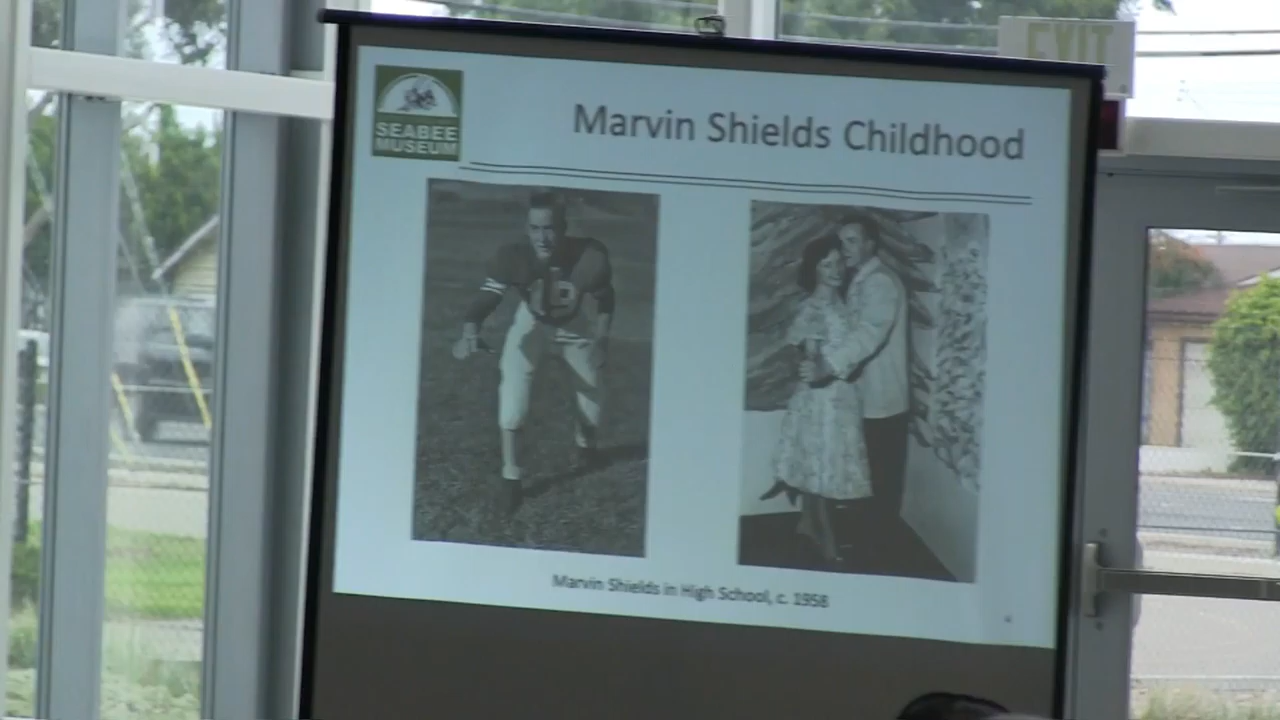 EXIT
SEABEE
MUSEUM
Marvin Shields Childhood
Marvin Shields in High School, c. 1958